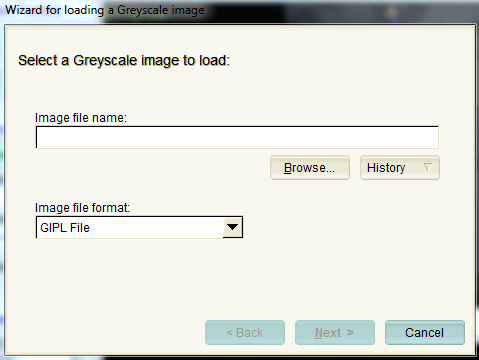 Wizard for loading a Greyscale image
Select a Greyscale image to load:
Image file name:
Browse... History
Image file format:
GIPL File
< Back Next > Cancel